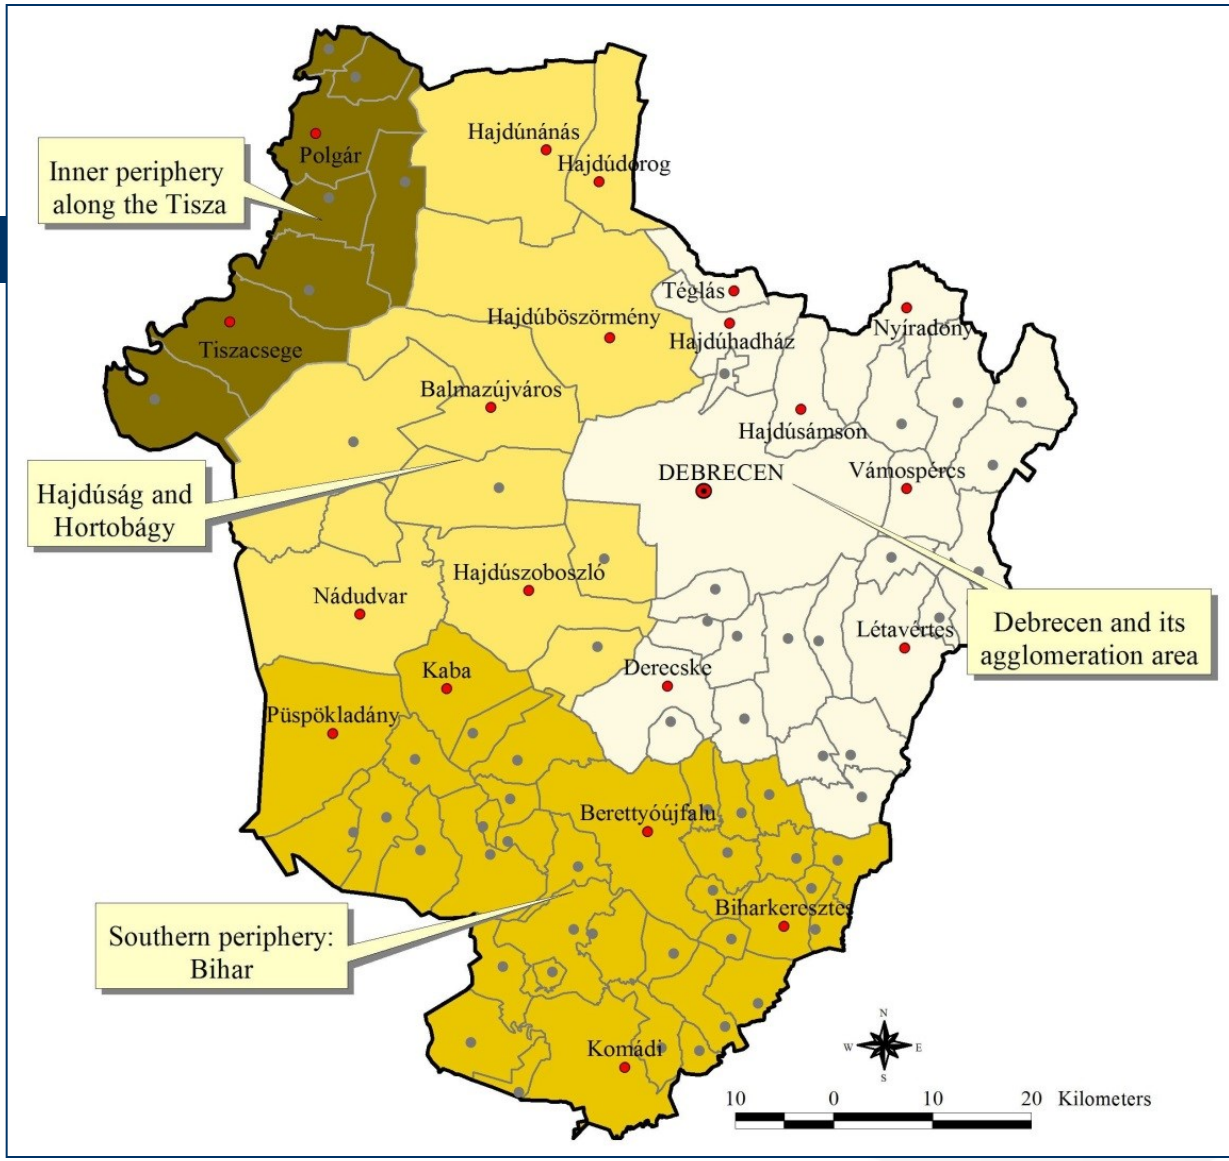 Hajdúnánás
Hajdúdorog
Polgár
Inner periphery
along the Tisza
Téglás
Hajdúböszörmény
Hajdúhadház
Nyíradony
Tiszacsege
Balmazújváros
Hajdúsámson
DEBRECEN
Vámospércs
Hajdúság and
Hortobágy
Hajdúszoboszló
Nádudvar
Létavértes
Debrecen and its
agglomeration area
Kaba
Derecske
Püspökladány
Berettyóújfalu
Biharkeresztes
Southern periphery:
Bihar
Komádi
N
W
E
S
10 0 10 20 Kilometers